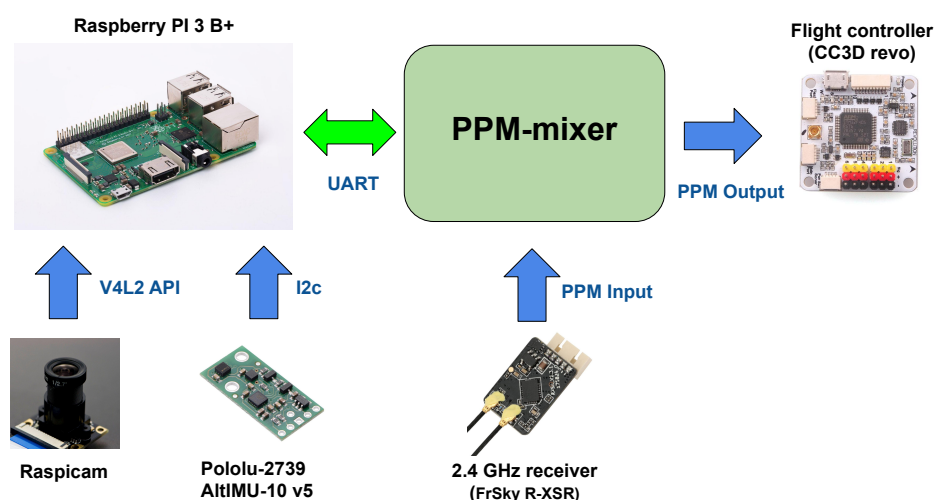 Raspberry PI 3 B+
Flight controller
(CC3D revo)
PPM-mixer
UART
PPM Output
V4L2 API
I2c
PPM Input
Raspicam
Pololu-2739
AltIMU-10 v5
2.4 GHz receiver
(FrSky R-XSR)